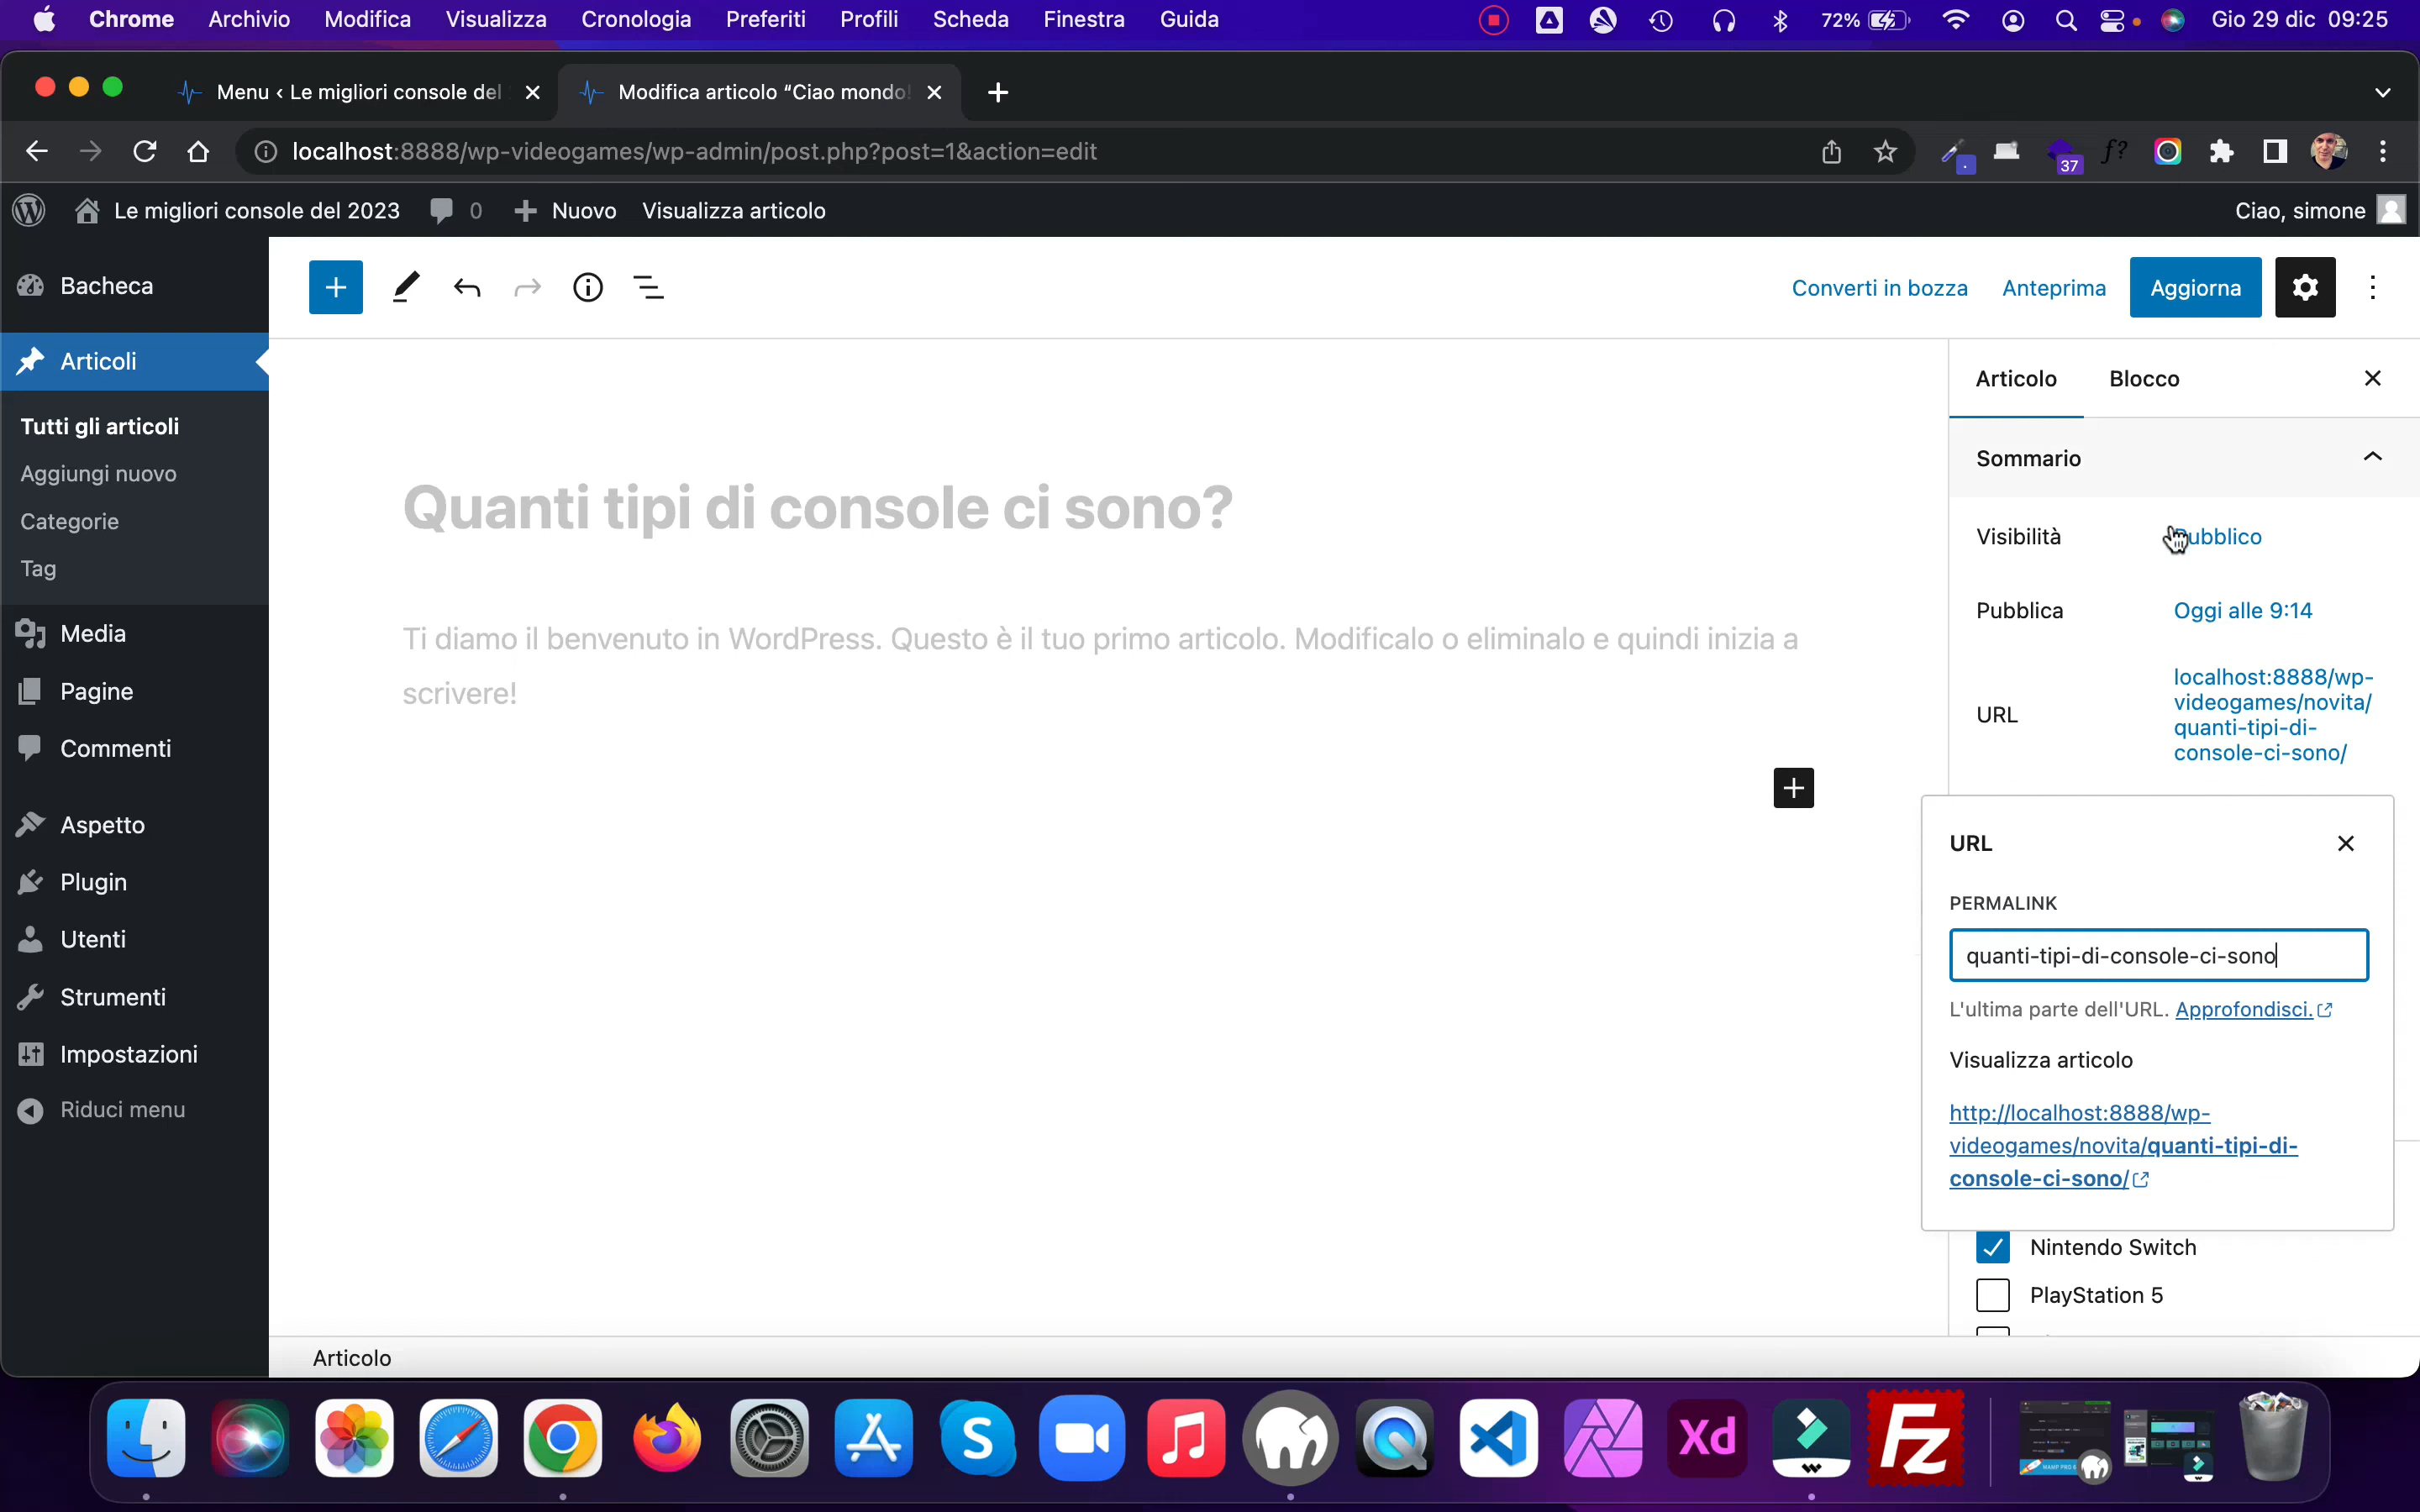 Chrome Archivio Modifica Visualizza Cronologia Preferiti Profili Scheda Finestra Guida 72% Gio 29 dic 09:25
Menu ‹ Le migliori console del
Modifica articolo “Ciao mondo!
localhost:8888/wp-videogames/wp-admin/post.php?post=1&action=edit
f?
37
Le migliori console del 2023 0 Nuovo Visualizza articolo Ciao, simone
Bacheca
Articoli
Tutti gli articoli
Aggiungi nuovo
Categorie
Tag
Media
Pagine
Commenti
Aspetto
Plugin
Utenti
Strumenti
Impostazioni
Riduci menu
Converti in bozza Anteprima Aggiorna
Quanti tipi di console ci sono?
Ti diamo il benvenuto in WordPress. Questo è il tuo primo articolo. Modificalo o eliminalo e quindi inizia a
scrivere!
Articolo Blocco
Sommario
Visibilità Pubblico
Pubblica Oggi alle 9:14
URL
localhost:8888/wp-
videogames/novita/
quanti-tipi-di-
console-ci-sono/
URL
PERMALINK
quanti-tipi-di-console-ci-sono
L'ultima parte dell'URL. Approfondisci.
Visualizza articolo
http://localhost:8888/wp-
videogames/novita/quanti-tipi-di-
console-ci-sono/
Nintendo Switch
PlayStation 5
Articolo
S
Xd
Fz